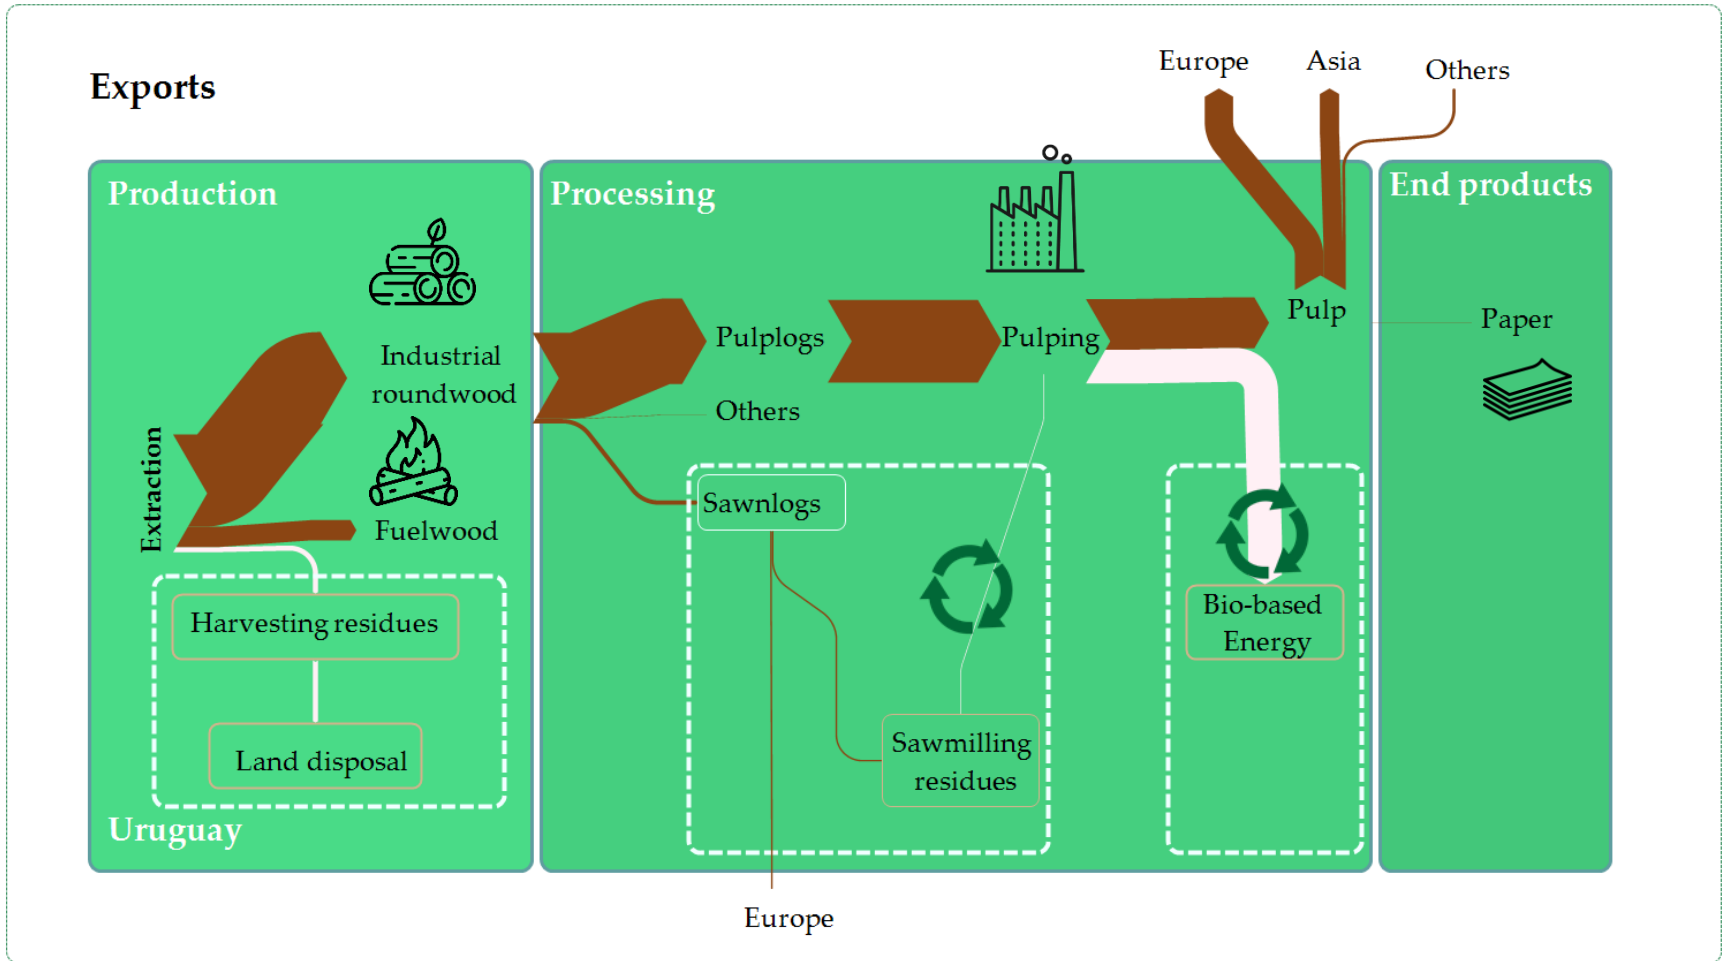 Exports
Europe
Asia
Others
Production
Processing
End products
Industrial
roundwood
Pulplogs
Pulping
Pulp
Paper
Others
Extraction
Fuelwood
Sawnlogs
Harvesting residues
Bio-based
Energy
Land disposal
Sawmilling
residues
Uruguay
Europe